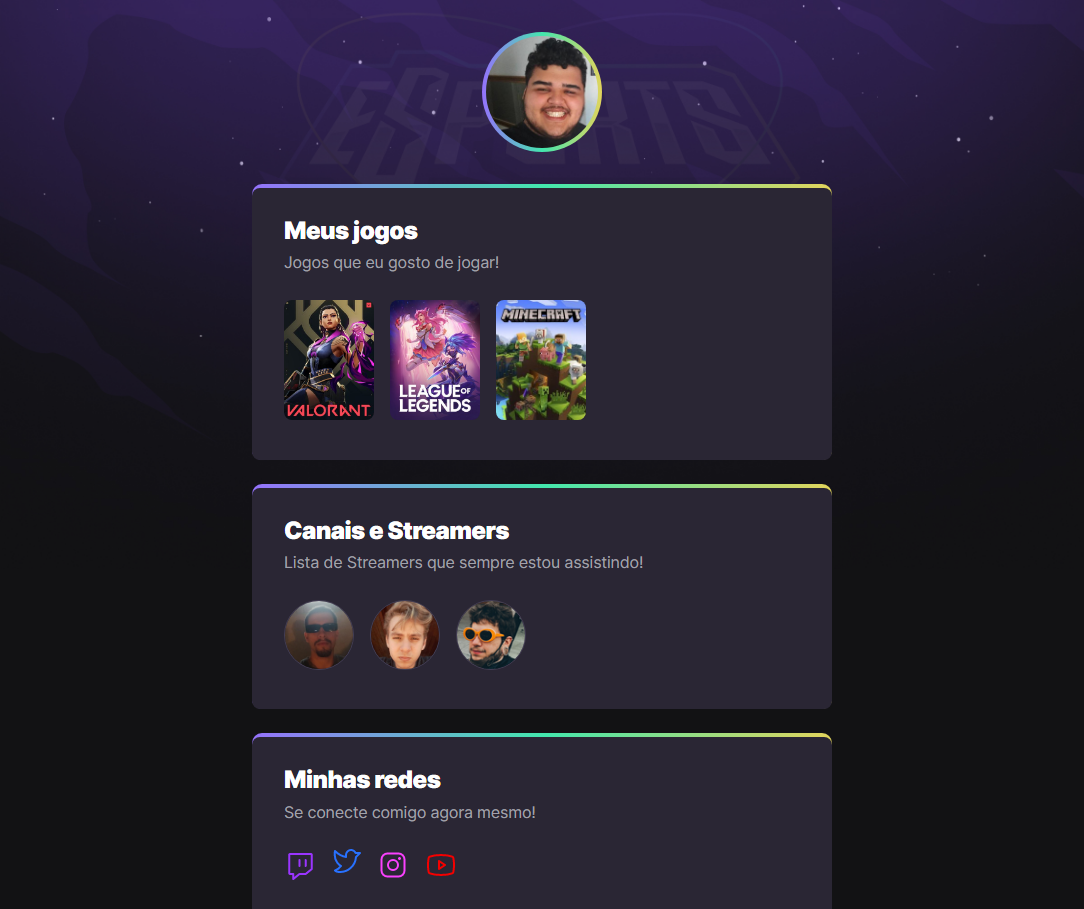 ESPORTS
Meus jogos
Jogos que eu gosto de jogar!
VALORANT
LEAGUE OF
LEGENDS
MINECRAFT
Canais e Streamers
Lista de Streamers que sempre estou assistindo!
Minhas redes
Se conecte comigo agora mesmo!